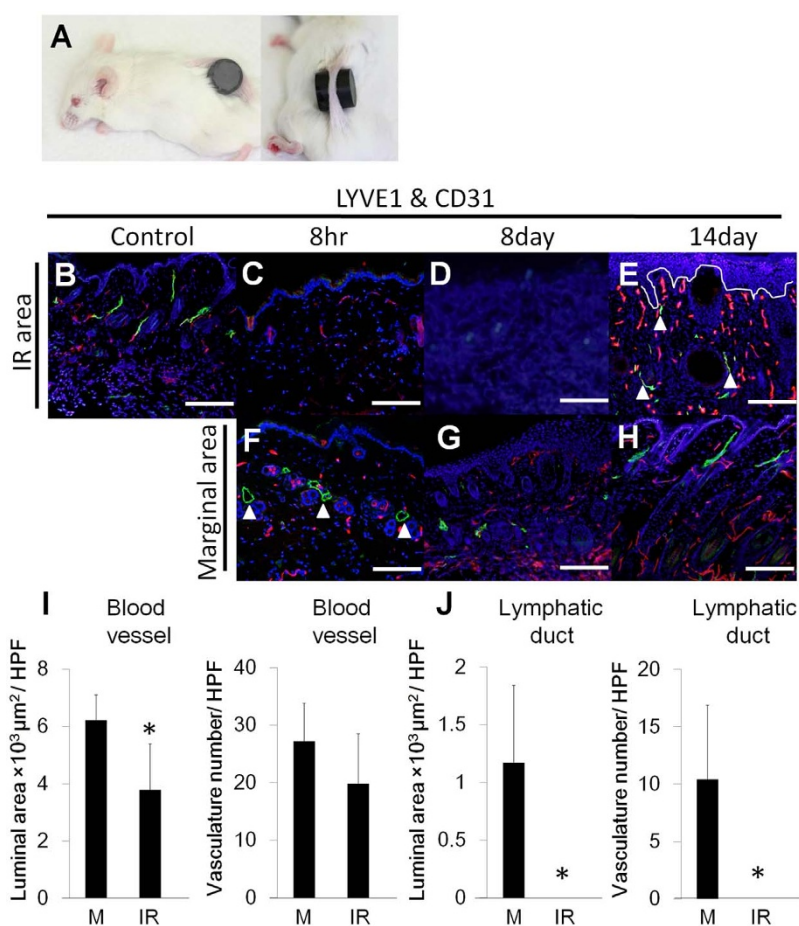 A
LYVE1 & CD31
Control 8hr 8day 14day
IR area
B C D E
Marginal area
F G H
I
Blood vessel
Luminal area ×10³μm²/ HPF
8
6
4
2
0
*
M IR
Blood vessel
Vasculature number/ HPF
40
30
20
10
0
M IR
J
Lymphatic duct
Luminal area ×10³μm²/ HPF
2
1.5
1
0.5
0
*
M IR
Lymphatic duct
Vasculature number/ HPF
20
15
10
5
0
*
M IR